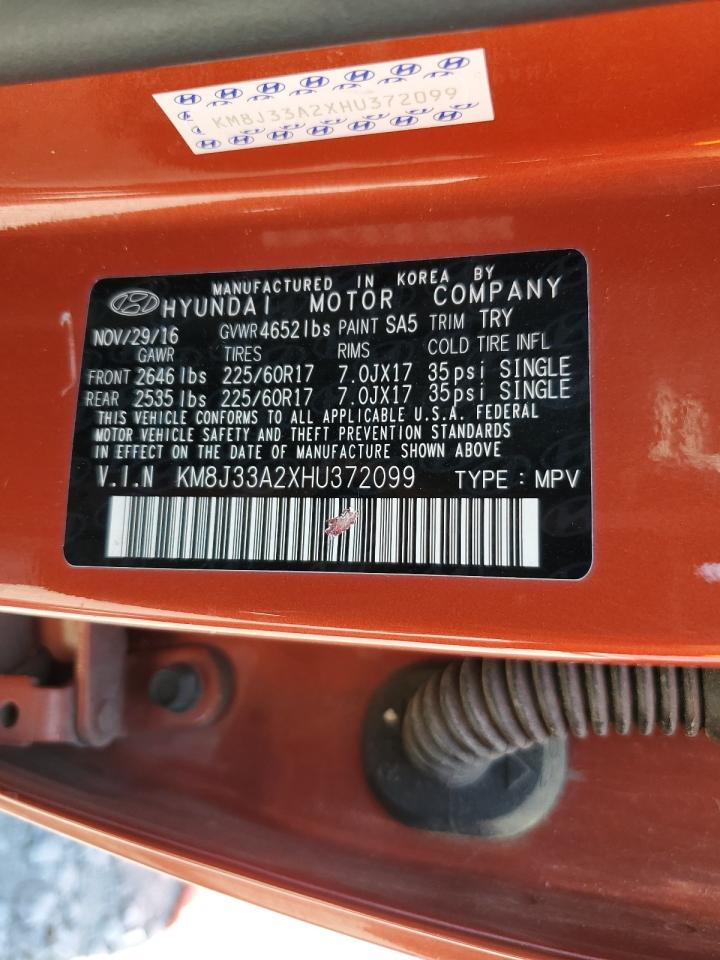 KM8J33A2XHU372099
MANUFACTURED IN KOREA BY
HYUNDAI MOTOR COMPANY
NOV/29/16 GVWR 4652 lbs PAINT SA5 TRIM TRY
GAWR TIRES RIMS COLD TIRE INFL
FRONT 2646 lbs 225/60R17 7.0JX17 35psi SINGLE
REAR 2535 lbs 225/60R17 7.0JX17 35psi SINGLE
THIS VEHICLE CONFORMS TO ALL APPLICABLE U.S.A. FEDERAL
MOTOR VEHICLE SAFETY AND THEFT PREVENTION STANDARDS
IN EFFECT ON THE DATE OF MANUFACTURE SHOWN ABOVE
V.I.N KM8J33A2XHU372099 TYPE : MPV